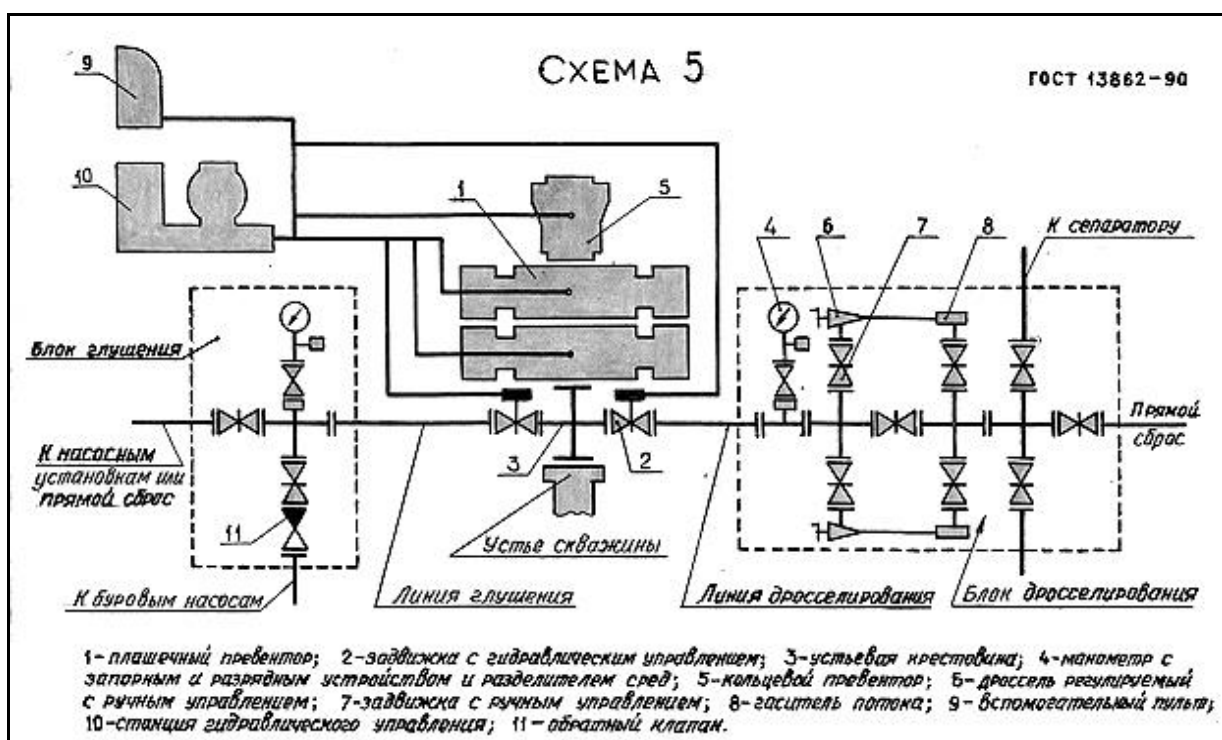 СХЕМА 5
ГОСТ 13862-90
9
10
1
5
4
6
7
8
К сепаратору
Блок глушения
Прямой
сброс
К насосным
установкам или
прямой сброс
3
2
11
Устье скважины
К буровым насосам
Линия глушения
Линия дросселирования
Блок дросселирования
1-плашечный превентор; 2-задвижка с гидравлическим управлением; 3-устьевая крестовина; 4-манометр с
запорным и разрядным устройством и разделителем сред; 5-кольцевой превентор; 6-дроссель регулируемый
с ручным управлением; 7-задвижка с ручным управлением; 8-гаситель потока; 9-вспомогательный пульт;
10-станция гидравлического управления; 11-обратный клапан.